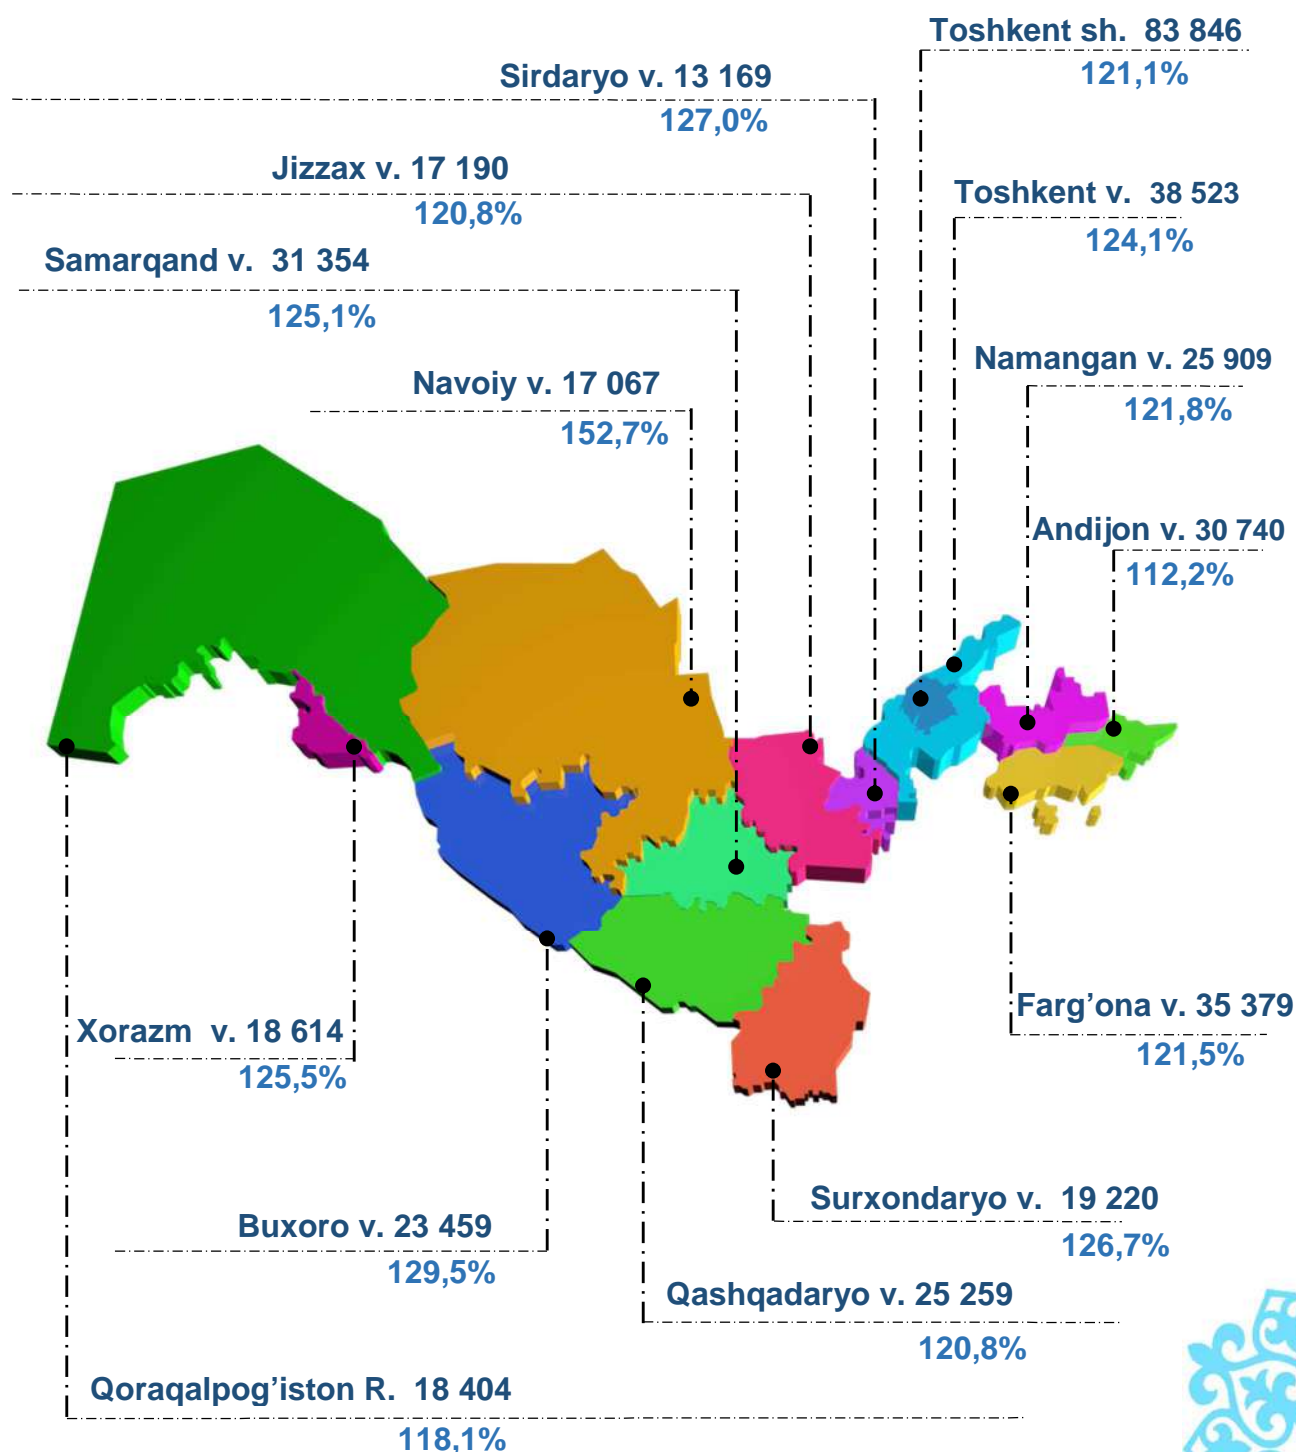 Toshkent sh. 83 846
121,1%
Sirdaryo v. 13 169
127,0%
Jizzax v. 17 190
120,8%
Toshkent v. 38 523
124,1%
Samarqand v. 31 354
125,1%
Namangan v. 25 909
121,8%
Navoiy v. 17 067
152,7%
Andijon v. 30 740
112,2%
Farg’ona v. 35 379
121,5%
Xorazm v. 18 614
125,5%
Surxondaryo v. 19 220
126,7%
Buxoro v. 23 459
129,5%
Qashqadaryo v. 25 259
120,8%
Qoraqalpog’iston R. 18 404
118,1%